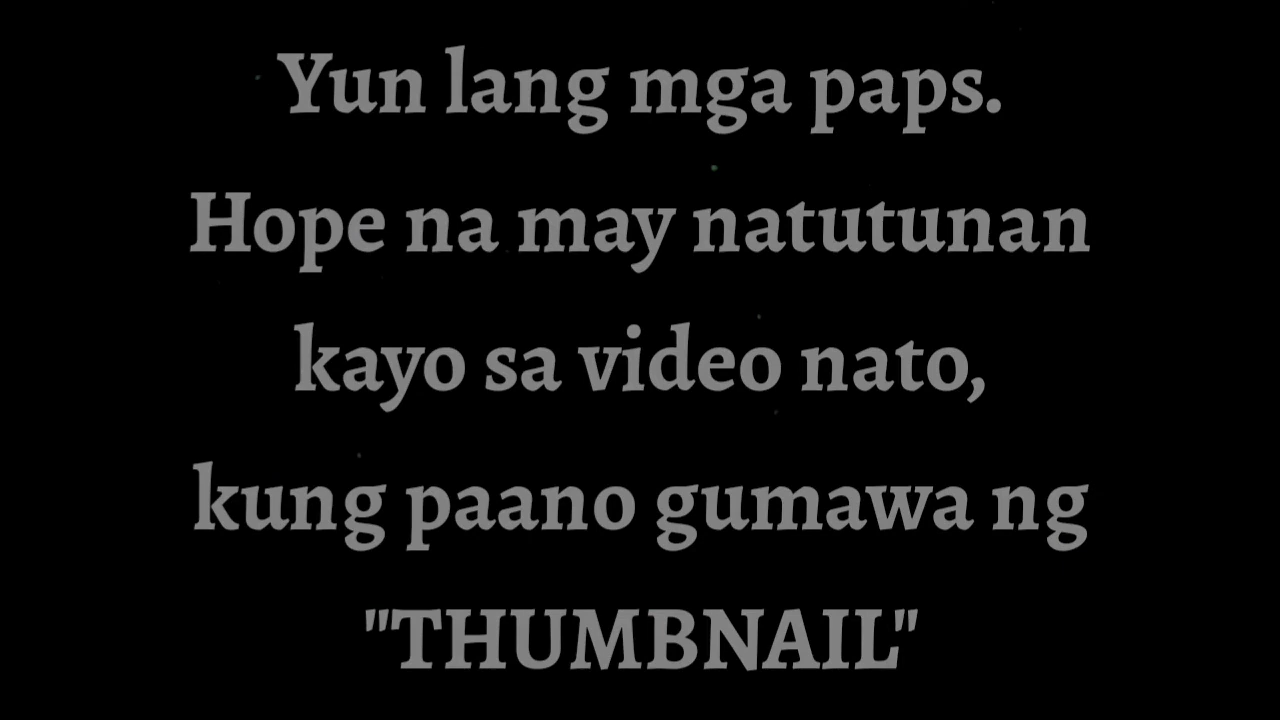 Yun lang mga paps.
Hope na may natutunan
kayo sa video nato,
kung paano gumawa ng
"THUMBNAIL"